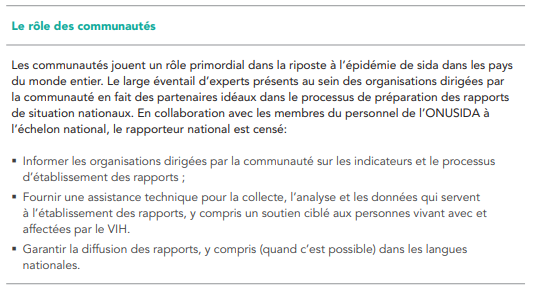 Le rôle des communautés
Les communautés jouent un rôle primordial dans la riposte à l'épidémie de sida dans les pays
du monde entier. Le large éventail d'experts présents au sein des organisations dirigées par
la communauté en fait des partenaires idéaux dans le processus de préparation des rapports
de situation nationaux. En collaboration avec les membres du personnel de l'ONUSIDA à
l'échelon national, le rapporteur national est censé:
▪ Informer les organisations dirigées par la communauté sur les indicateurs et le processus
d'établissement des rapports ;
▪ Fournir une assistance technique pour la collecte, l'analyse et les données qui servent
à l'établissement des rapports, y compris un soutien ciblé aux personnes vivant avec et
affectées par le VIH.
▪ Garantir la diffusion des rapports, y compris (quand c'est possible) dans les langues
nationales.